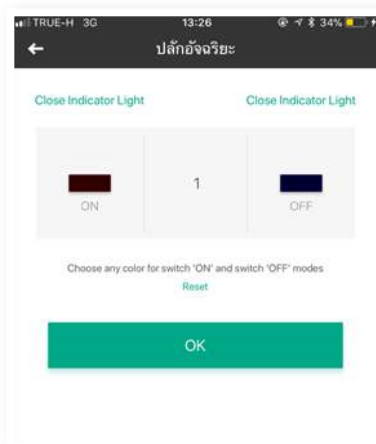 TRUE-H 3G 13:26 34%
ปลั๊กอัจฉริยะ
Close Indicator Light Close Indicator Light
1
ON OFF
Choose any color for switch 'ON' and switch 'OFF' modes
Reset
OK